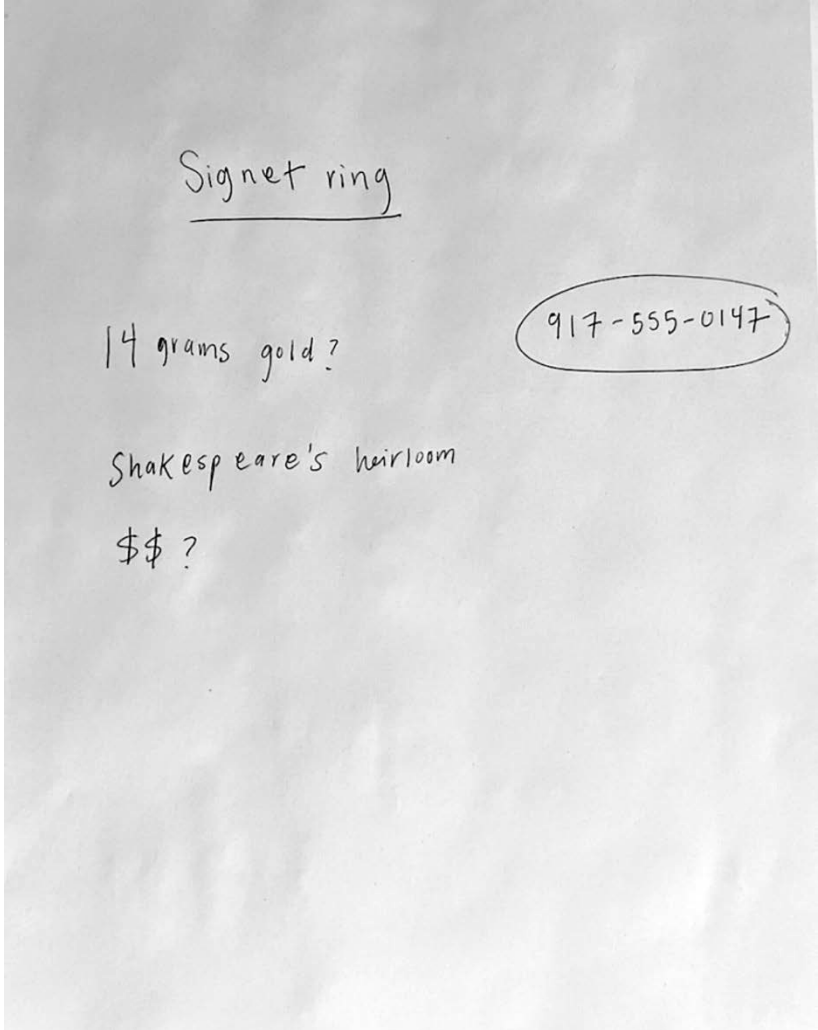 Signet ring
14 grams gold?
917-555-0147
Shakespeare's heirloom
$$ ?